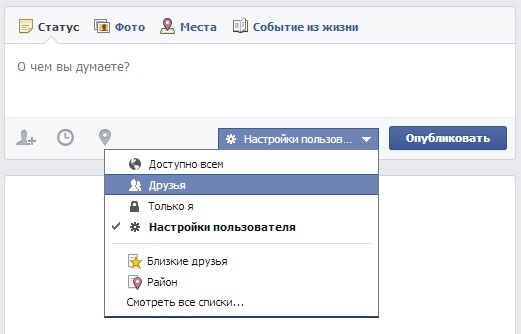 Статус Фото Места Событие из жизни
О чем вы думаете?
Настройки пользов... Опубликовать
Доступно всем
Друзья
Только я
Настройки пользователя
Близкие друзья
Район
Смотреть все списки...